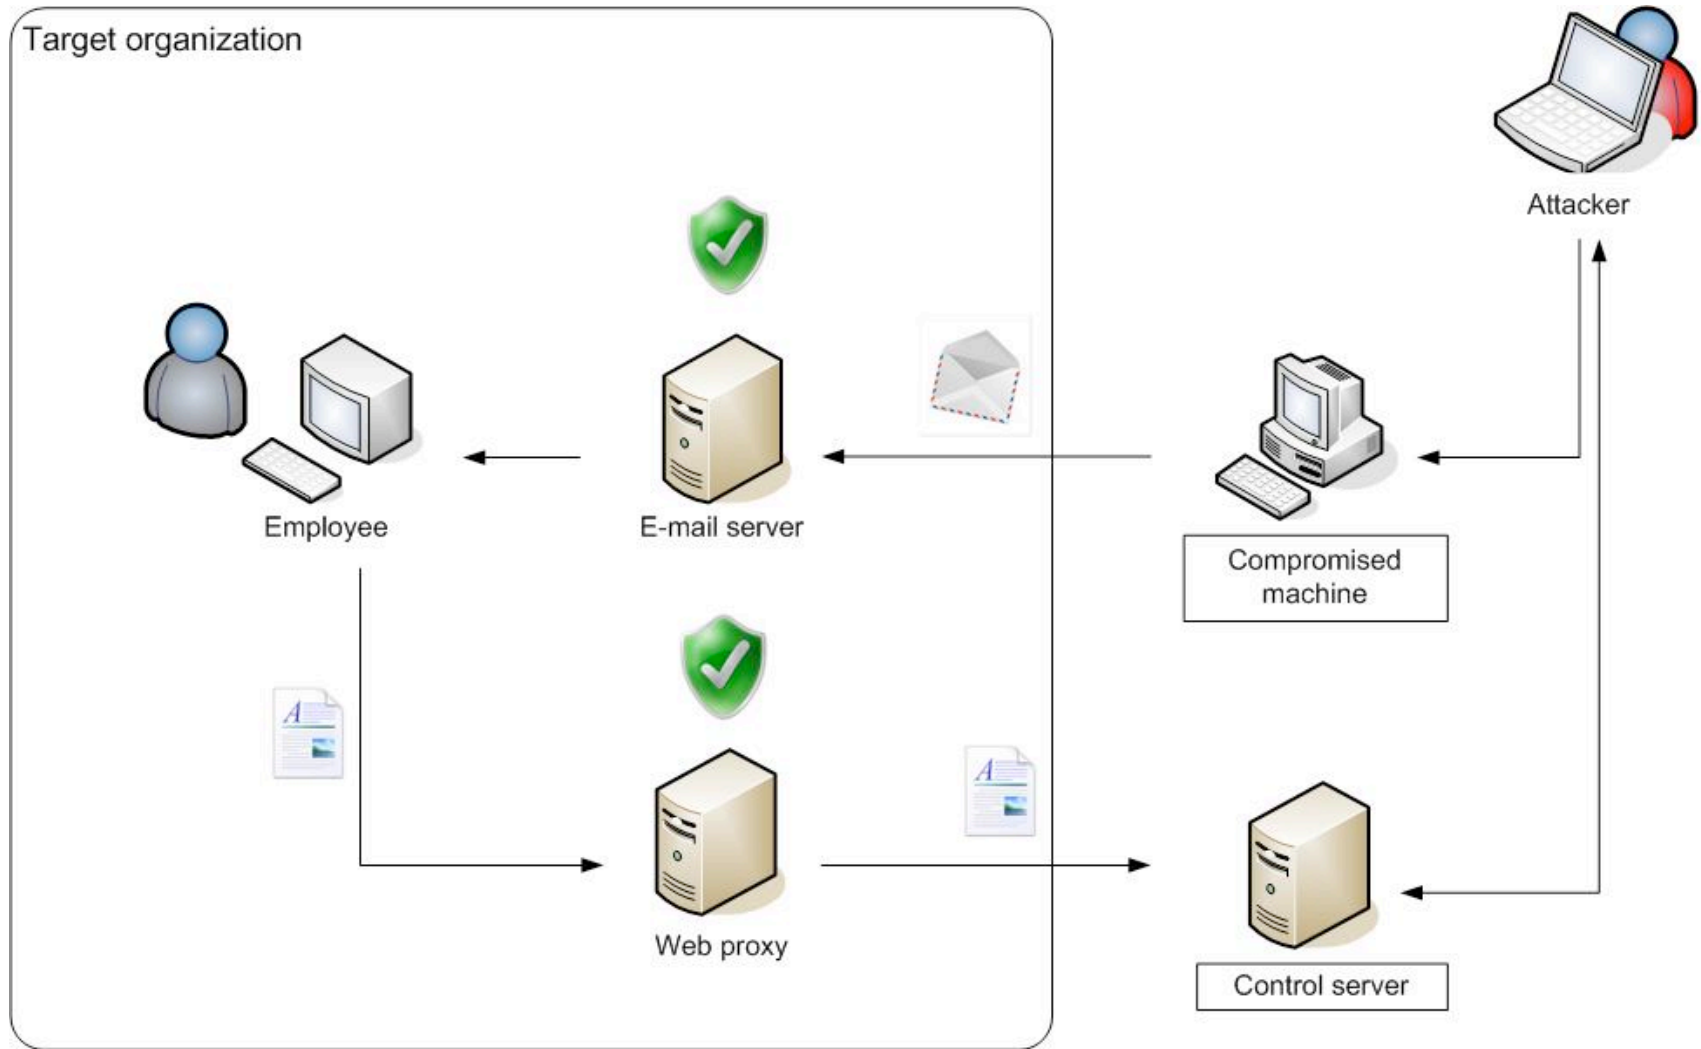 Target organization
Attacker
Employee
E-mail server
Compromised
machine
Web proxy
Control server